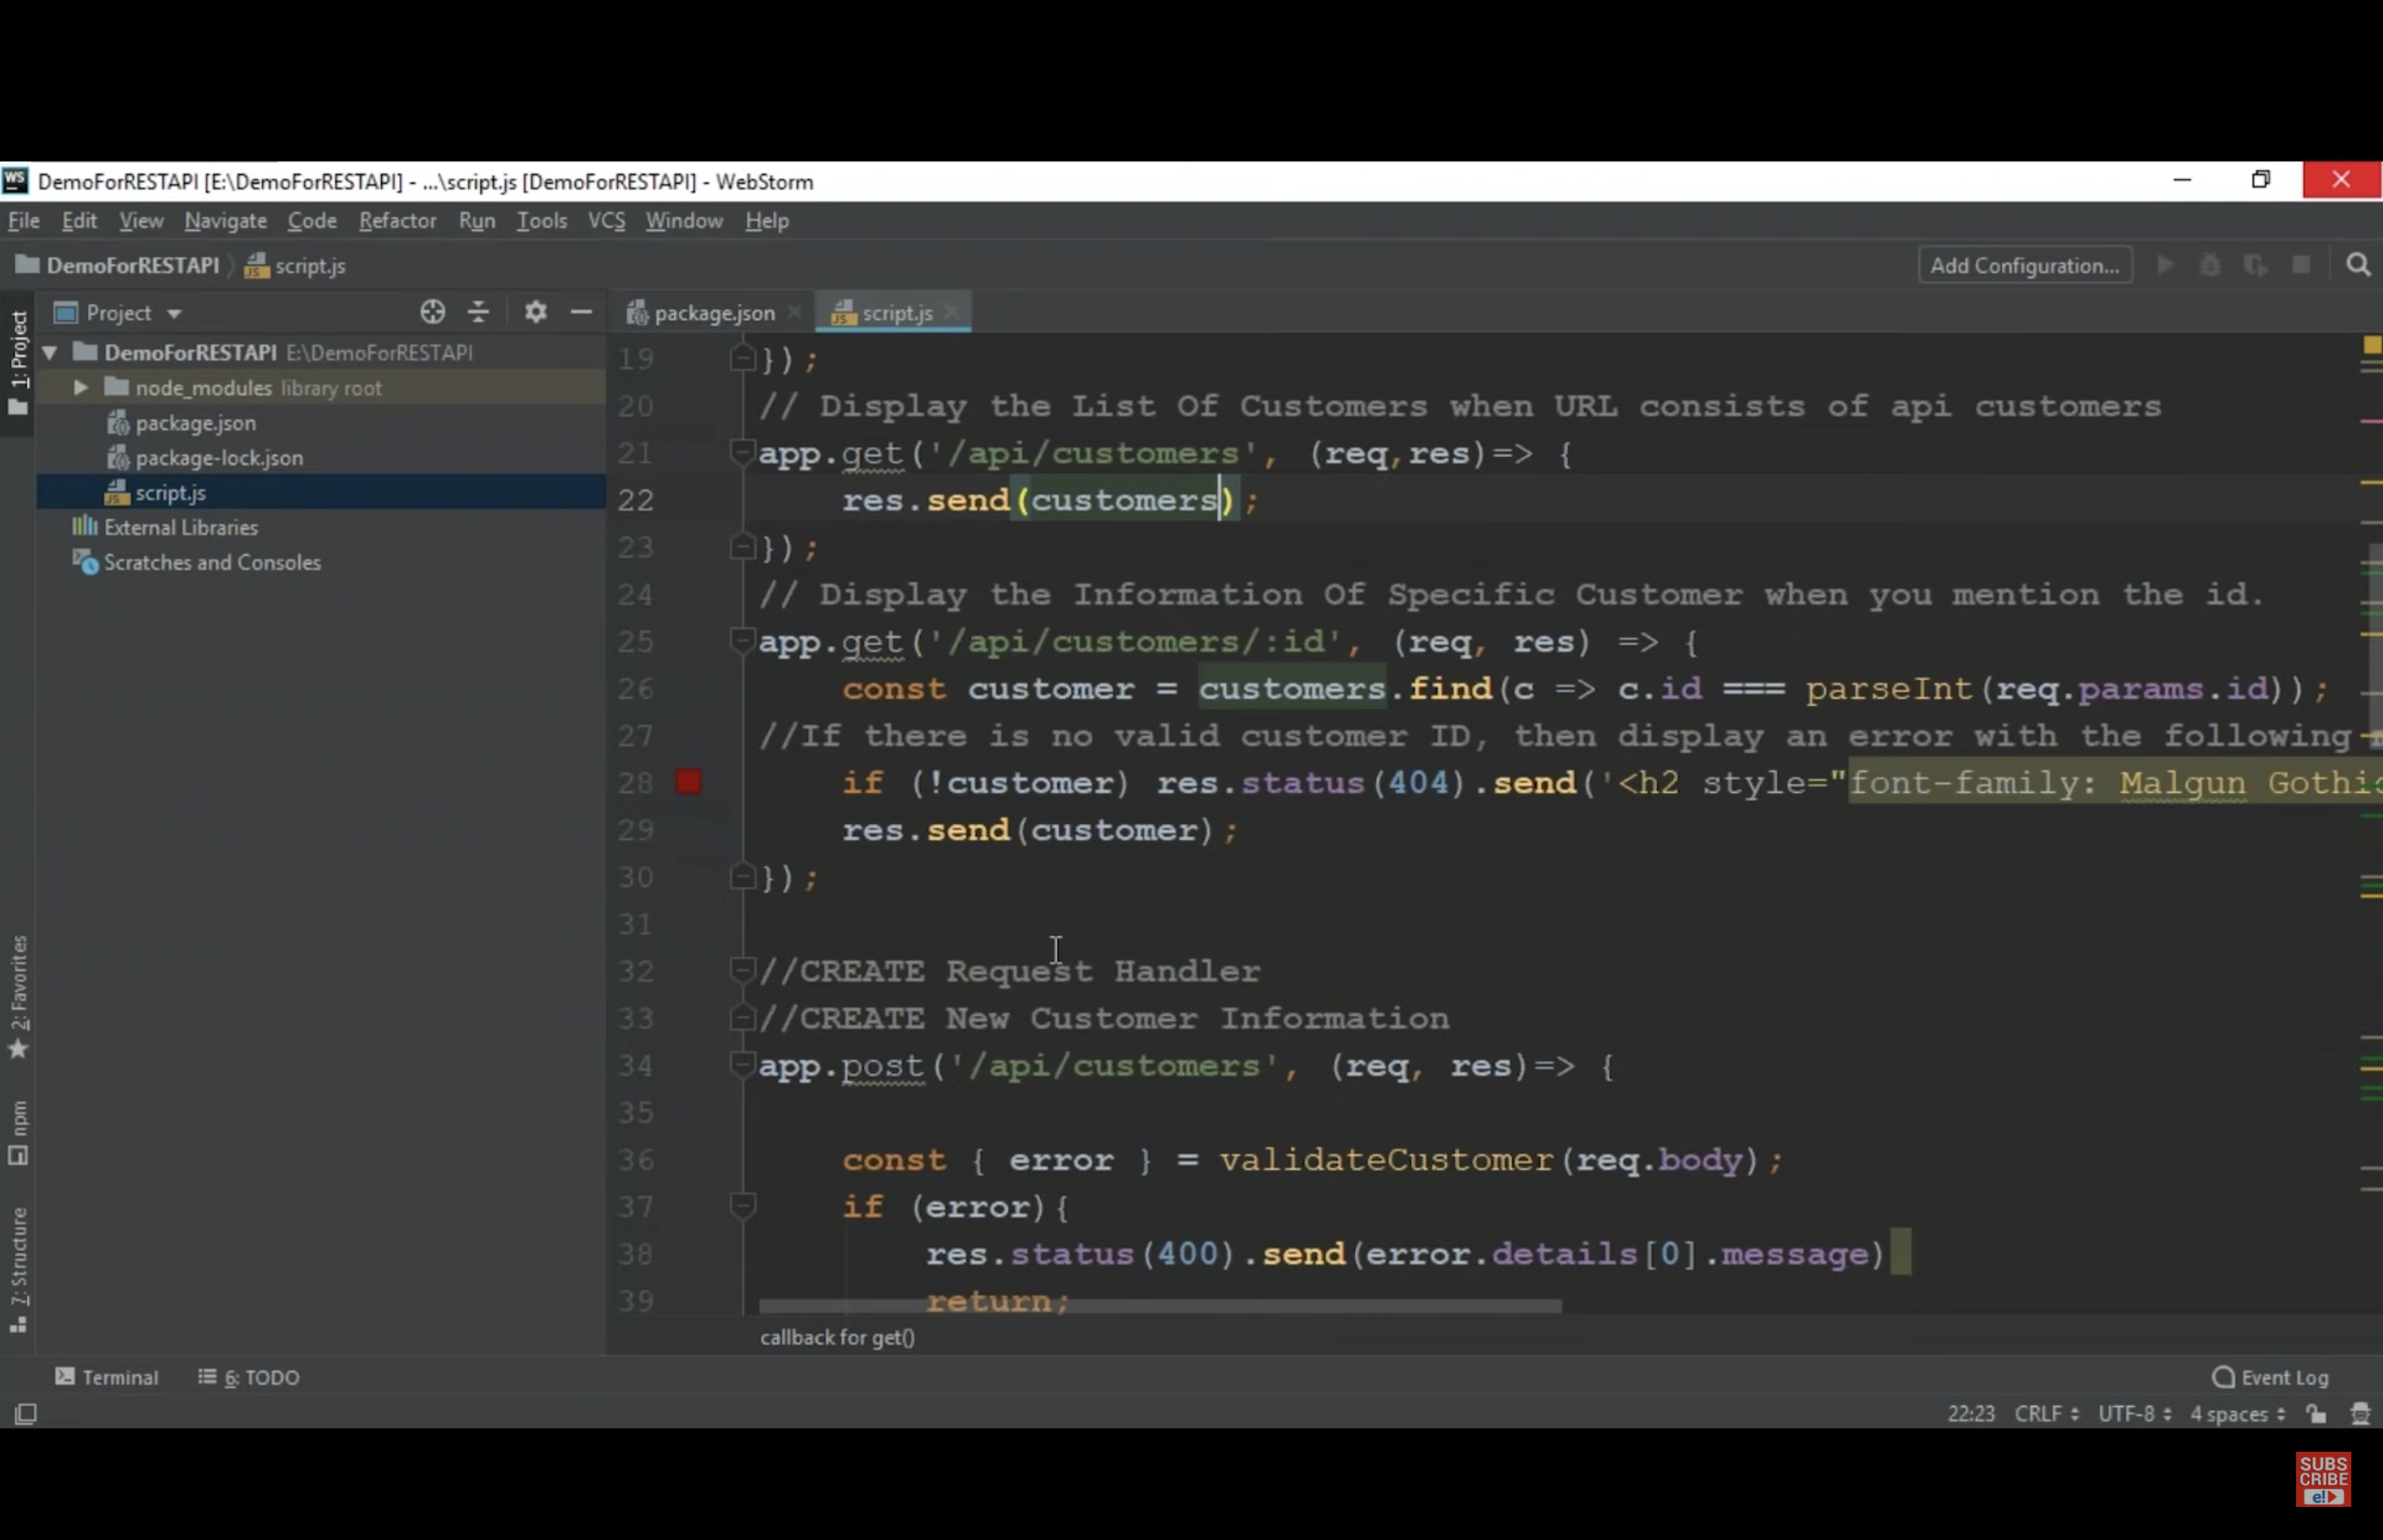 DemoForRESTAPI [E:\DemoForRESTAPI] - ...\script.js [DemoForRESTAPI] - WebStorm
File Edit View Navigate Code Refactor Run Tools VCS Window Help
DemoForRESTAPI script.js
Add Configuration...
1: Project
Project
DemoForRESTAPI E:\DemoForRESTAPI
node_modules library root
package.json
package-lock.json
script.js
External Libraries
Scratches and Consoles
2: Favorites
npm
7: Structure
package.json script.js
19 });
20 // Display the List Of Customers when URL consists of api customers
21 app.get('/api/customers', (req,res)=> {
22 res.send(customers);
23 });
24 // Display the Information Of Specific Customer when you mention the id.
25 app.get('/api/customers/:id', (req, res) => {
26 const customer = customers.find(c => c.id === parseInt(req.params.id));
27 //If there is no valid customer ID, then display an error with the following
28 if (!customer) res.status(404).send('<h2 style="font-family: Malgun Gothic
29 res.send(customer);
30 });
31
32 //CREATE Request Handler
33 //CREATE New Customer Information
34 app.post('/api/customers', (req, res)=> {
35
36 const { error } = validateCustomer(req.body);
37 if (error){
38 res.status(400).send(error.details[0].message)
39 return;
callback for get()
Terminal 6: TODO
Event Log
22:23 CRLF UTF-8 4 spaces
SUBS
CRIBE
e!